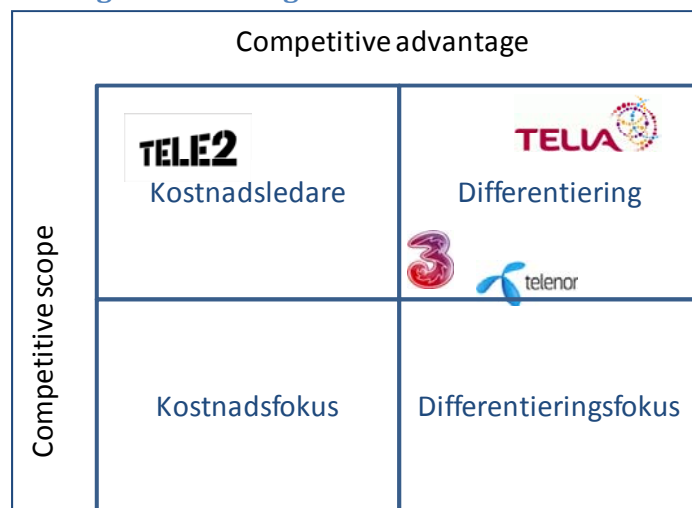 Competitive advantage
TELE2
TELIA
Kostnadsledare
Differentiering
3
telenor
Competitive scope
Kostnadsfokus
Differentieringsfokus